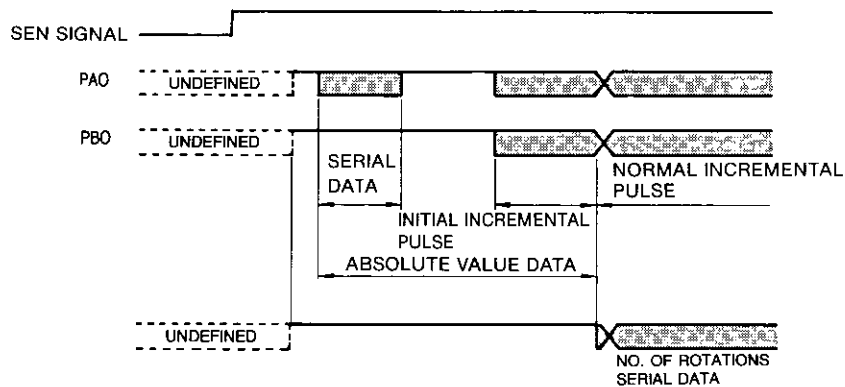 SEN SIGNAL
PAO UNDEFINED
PBO UNDEFINED
SERIAL
DATA
NORMAL INCREMENTAL
PULSE
INITIAL INCREMENTAL
PULSE
ABSOLUTE VALUE DATA
UNDEFINED
NO. OF ROTATIONS
SERIAL DATA